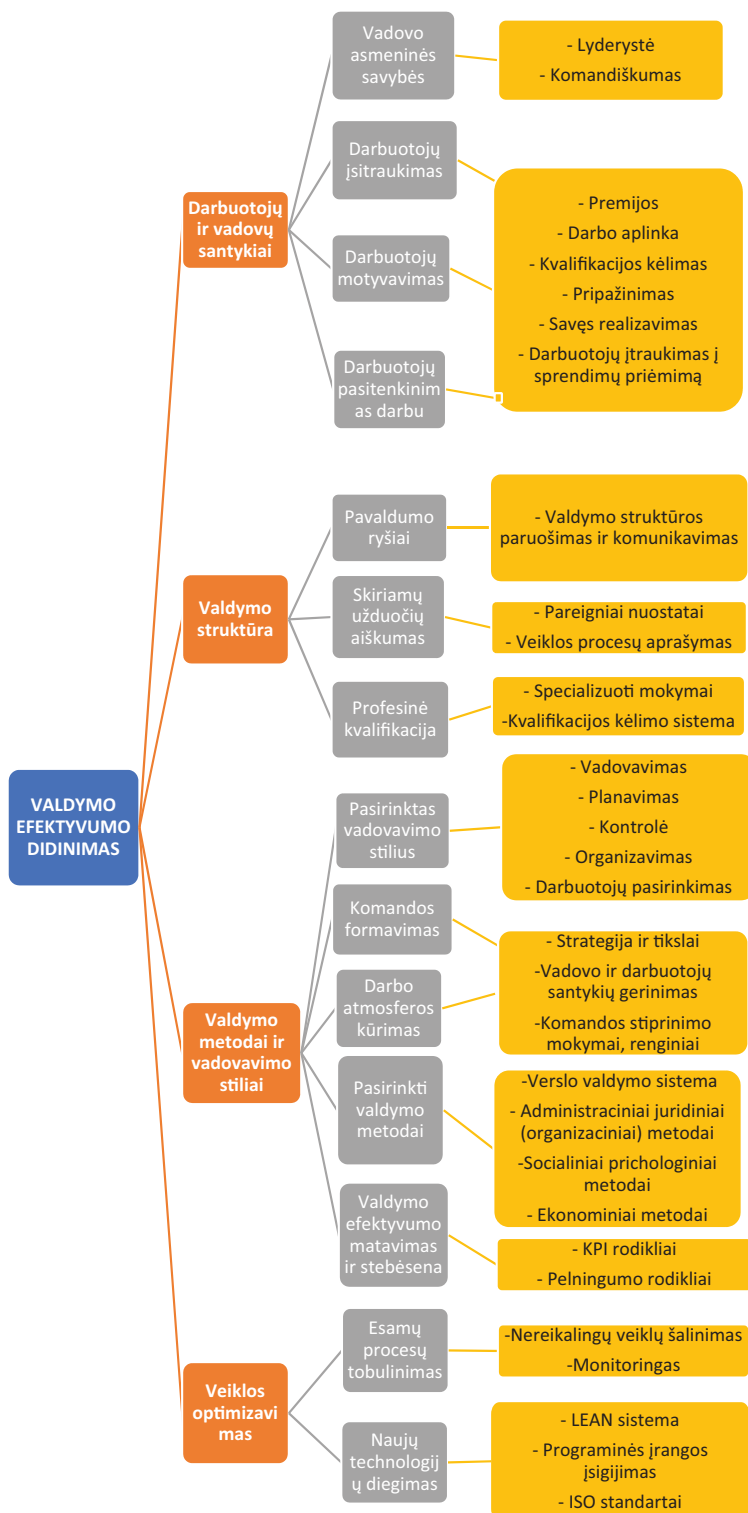 VALDYMO
EFEKTYVUMO
DIDINIMAS
Darbuotojų
ir vadovų
santykiai
Vadovo
asmeninės
savybės
- Lyderystė
- Komandiškumas
Darbuotojų
įsitraukimas
Darbuotojų
motyvavimas
Darbuotojų
pasitenkinim
as darbu
- Premijos
- Darbo aplinka
- Kvalifikacijos kėlimas
- Pripažinimas
- Savęs realizavimas
- Darbuotojų įtraukimas į
sprendimų priėmimą
Valdymo
struktūra
Pavaldumo
ryšiai
- Valdymo struktūros
paruošimas ir komunikavimas
Skiriamų
užduočių
aiškumas
- Pareigniai nuostatai
- Veiklos procesų aprašymas
Profesinė
kvalifikacija
- Specializuoti mokymai
-Kvalifikacijos kėlimo sistema
Valdymo
metodai ir
vadovavimo
stiliai
Pasirinktas
vadovavimo
stilius
- Vadovavimas
- Planavimas
- Kontrolė
- Organizavimas
- Darbuotojų pasirinkimas
Komandos
formavimas
Darbo
atmosferos
kūrimas
- Strategija ir tikslai
-Vadovo ir darbuotojų
santykių gerinimas
-Komandos stiprinimo
mokymai, renginiai
Pasirinkti
valdymo
metodai
-Verslo valdymo sistema
- Administraciniai juridiniai
(organizaciniai) metodai
-Socialiniai prichologiniai
metodai
- Ekonominiai metodai
Valdymo
efektyvumo
matavimas
ir stebėsena
- KPI rodikliai
- Pelningumo rodikliai
Veiklos
optimizavi
mas
Esamų
procesų
tobulinimas
-Nereikalingų veiklų šalinimas
-Monitoringas
Naujų
technologij
ų diegimas
- LEAN sistema
- Programinės įrangos
įsigijimas
- ISO standartai